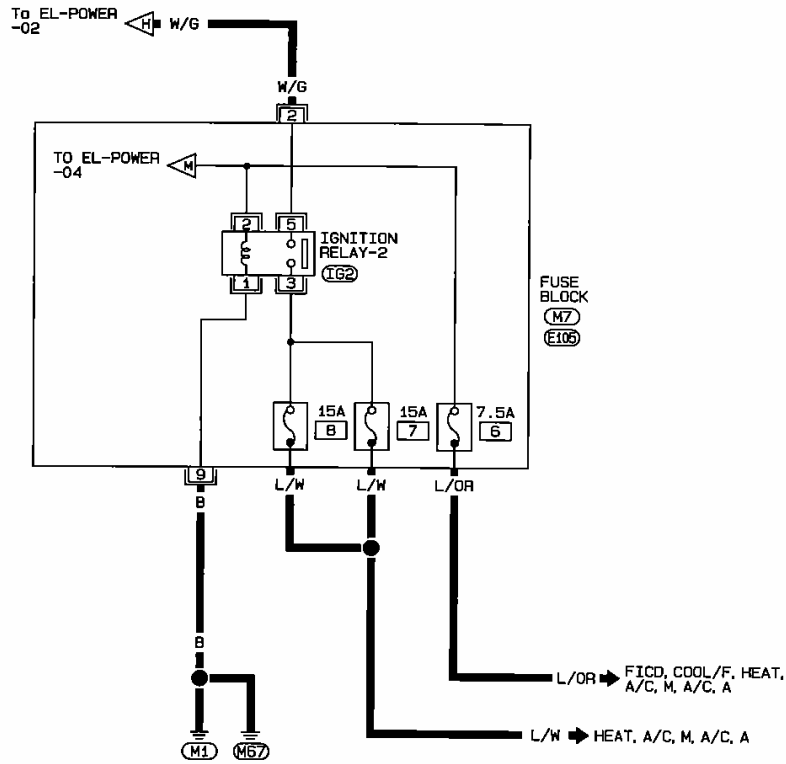 To EL-POWER
-02
H
W/G
W/G
2
TO EL-POWER
-04
M
2
5
IGNITION
RELAY-2
IG2
1
3
FUSE
BLOCK
M7
E105
15A
8
15A
7
7.5A
6
9
L/W
L/W
L/OR
B
B
L/OR
FICD, COOL/F, HEAT,
A/C, M, A/C, A
M1
M67
L/W
HEAT, A/C, M, A/C, A